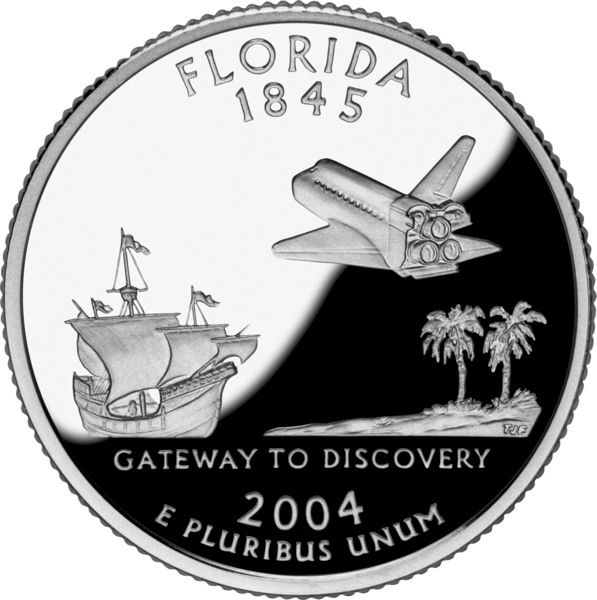 FLORIDA
1845
TJF
GATEWAY TO DISCOVERY
2004
E PLURIBUS UNUM